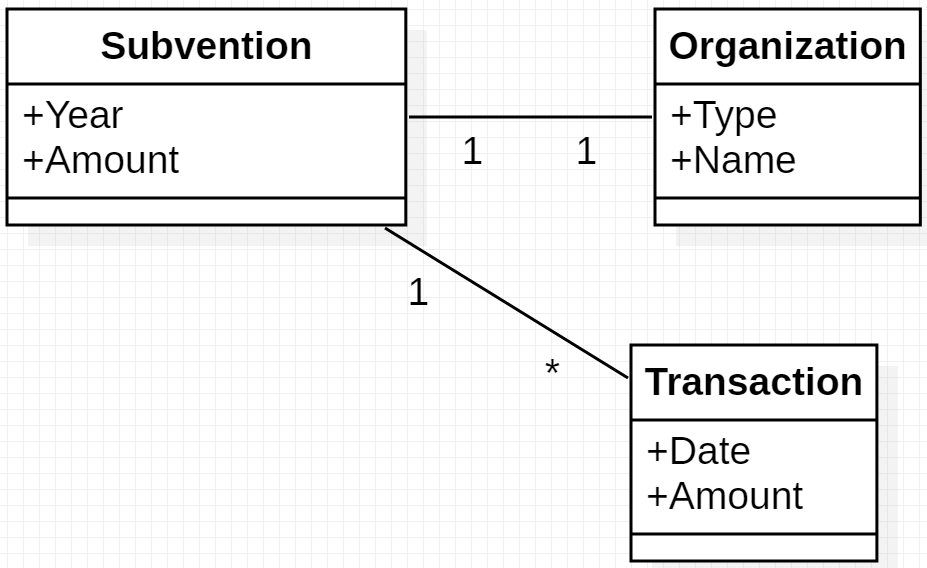 Subvention
+Year
+Amount
Organization
+Type
+Name
1
1
1
*
Transaction
+Date
+Amount